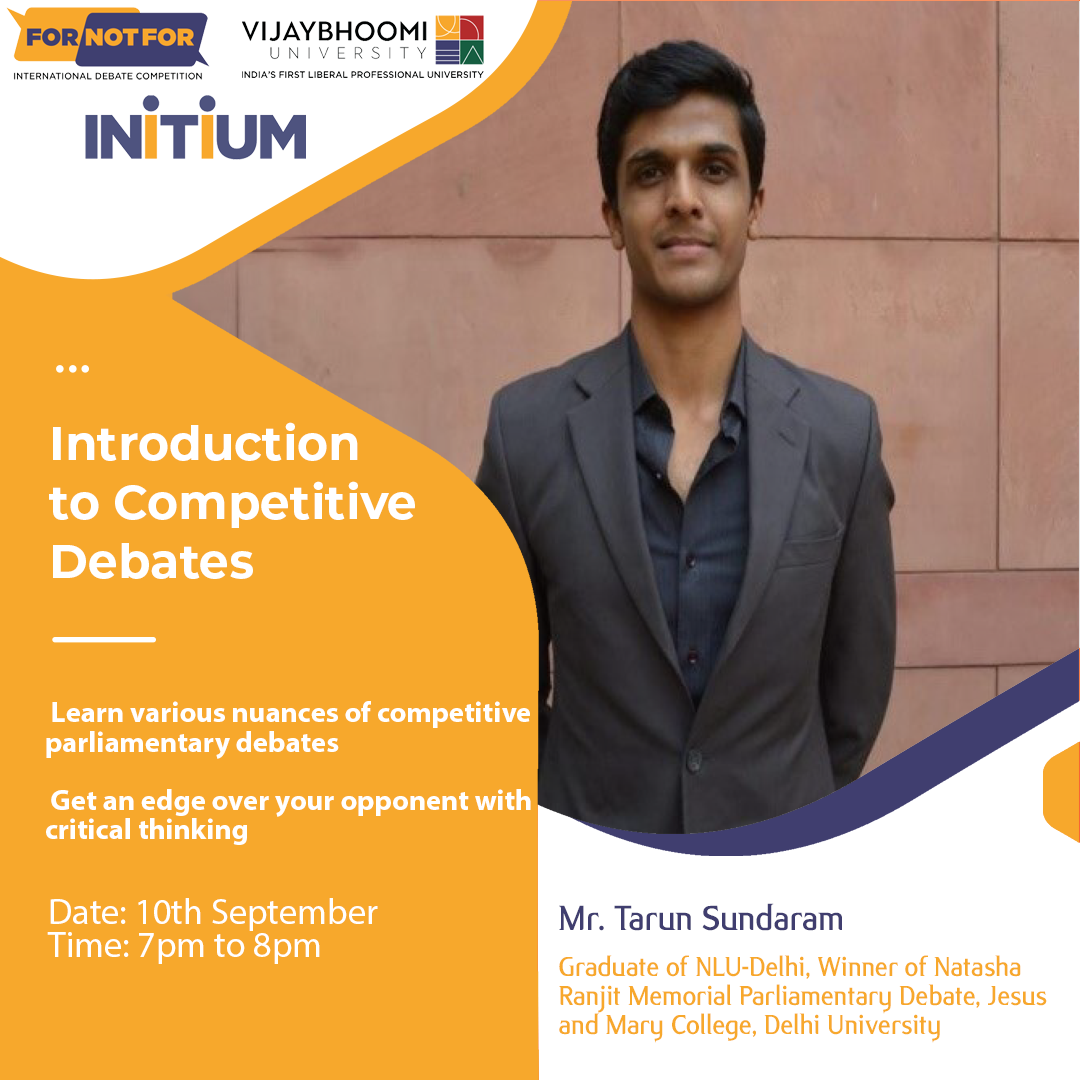 FOR NOT FOR
INTERNATIONAL DEBATE COMPETITION
VIJAYBHOOMI
UNIVERSITY
INDIA'S FIRST LIBERAL PROFESSIONAL UNIVERSITY
INiTiUM
...
Introduction
to Competitive
Debates
Learn various nuances of competitive
parliamentary debates
Get an edge over your opponent with
critical thinking
Date: 10th September
Time: 7pm to 8pm
Mr. Tarun Sundaram
Graduate of NLU-Delhi, Winner of Natasha
Ranjit Memorial Parliamentary Debate, Jesus
and Mary College, Delhi University